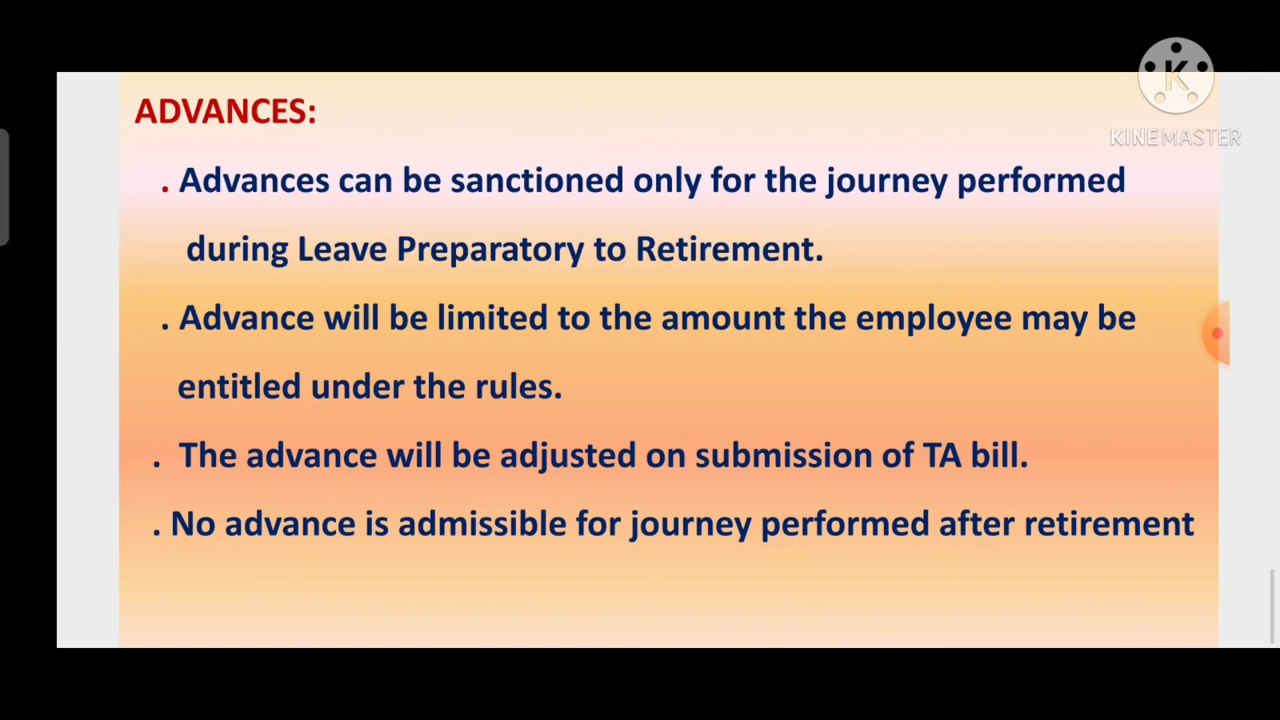 K
KINEMASTER
ADVANCES:
. Advances can be sanctioned only for the journey performed
during Leave Preparatory to Retirement.
. Advance will be limited to the amount the employee may be
entitled under the rules.
. The advance will be adjusted on submission of TA bill.
. No advance is admissible for journey performed after retirement